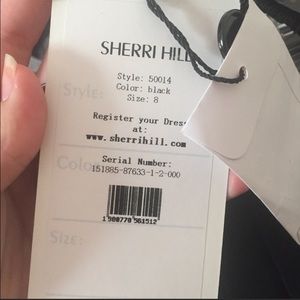 SHERRI HILL
Style: 50014
Color: black
Size: 8
Register your Dress
at:
www.sherrihill.com
Serial Number:
151885-87633-1-2-000
Style:
Color:
Size: